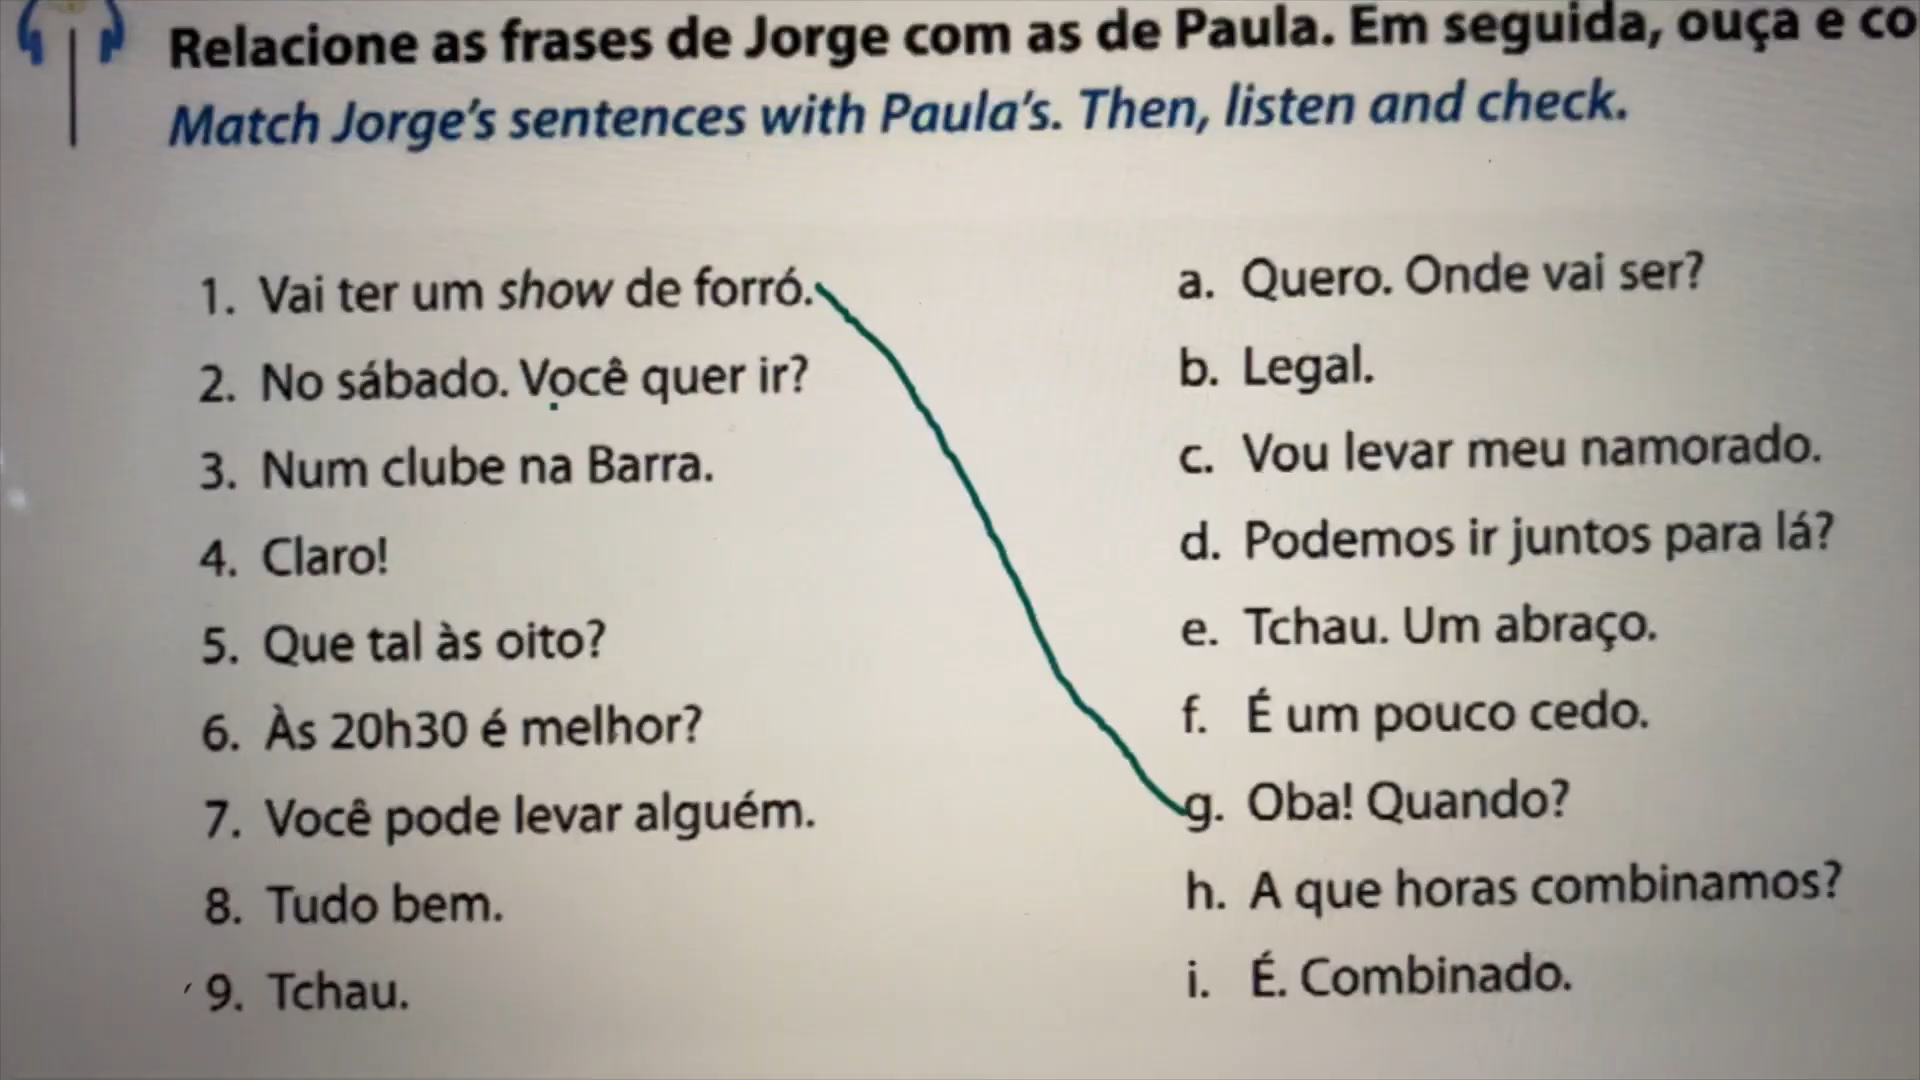 Relacione as frases de Jorge com as de Paula. Em seguida, ouça e co
Match Jorge's sentences with Paula's. Then, listen and check.
1. Vai ter um show de forró.
2. No sábado. Você quer ir?
3. Num clube na Barra.
4. Claro!
5. Que tal às oito?
6. Às 20h30 é melhor?
7. Você pode levar alguém.
8. Tudo bem.
9. Tchau.
a. Quero. Onde vai ser?
b. Legal.
c. Vou levar meu namorado.
d. Podemos ir juntos para lá?
e. Tchau. Um abraço.
f. É um pouco cedo.
g. Oba! Quando?
h. A que horas combinamos?
i. É. Combinado.